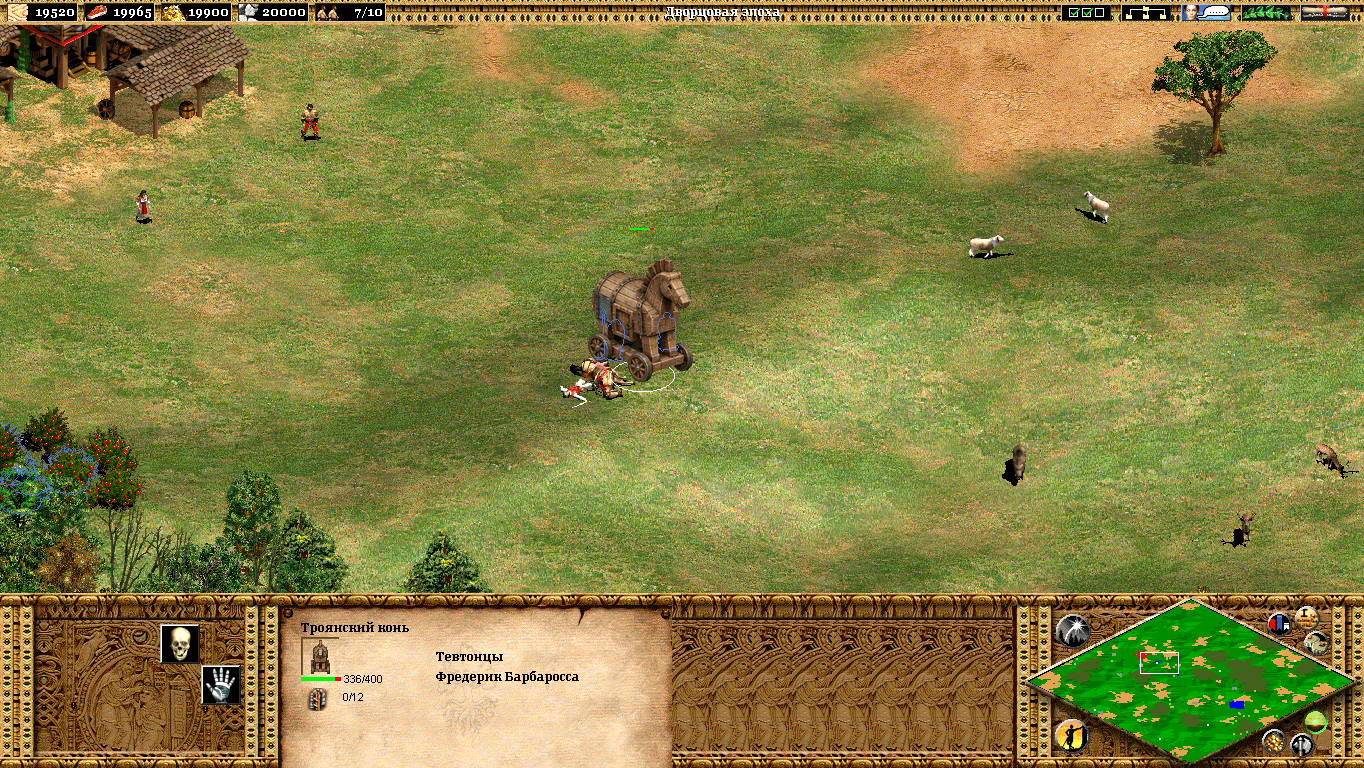 19520 19965 19900 20000 7/10 Дворцовая эпоха
Троянский конь
336/400
0/12
Тевтонцы
Фредерик Барбаросса